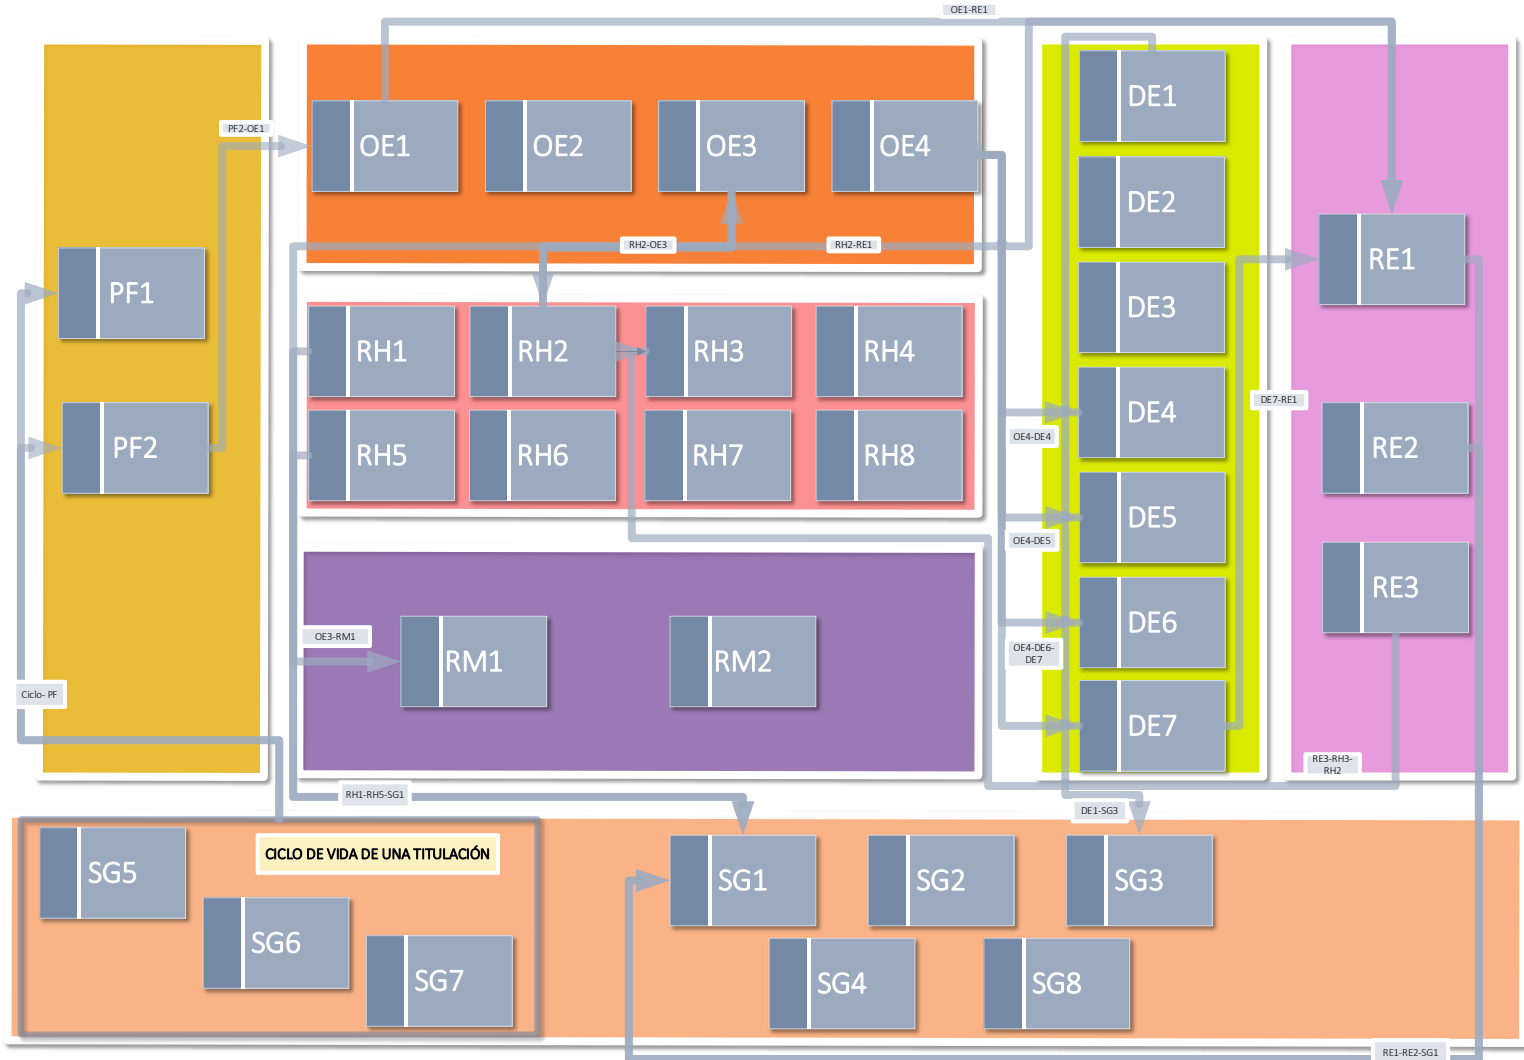 OE1-RE1
PF2-OE1
OE1
OE2
OE3
OE4
DE1
DE2
DE3
DE4
DE5
DE6
DE7
RH2-OE3
RH2-RE1
RE1
RE2
RE3
PF1
PF2
RH1
RH2
RH3
RH4
RH5
RH6
RH7
RH8
DE7-RE1
OE4-DE4
OE4-DE5
OE4-DE6-
DE7
OE3-RM1
RM1
RM2
Ciclo- PF
RE3-RH3-
RH2
RH1-RH5-SG1
DE1-SG3
CICLO DE VIDA DE UNA TITULACIÓN
SG5
SG6
SG7
SG1
SG2
SG3
SG4
SG8
RE1-RE2-SG1